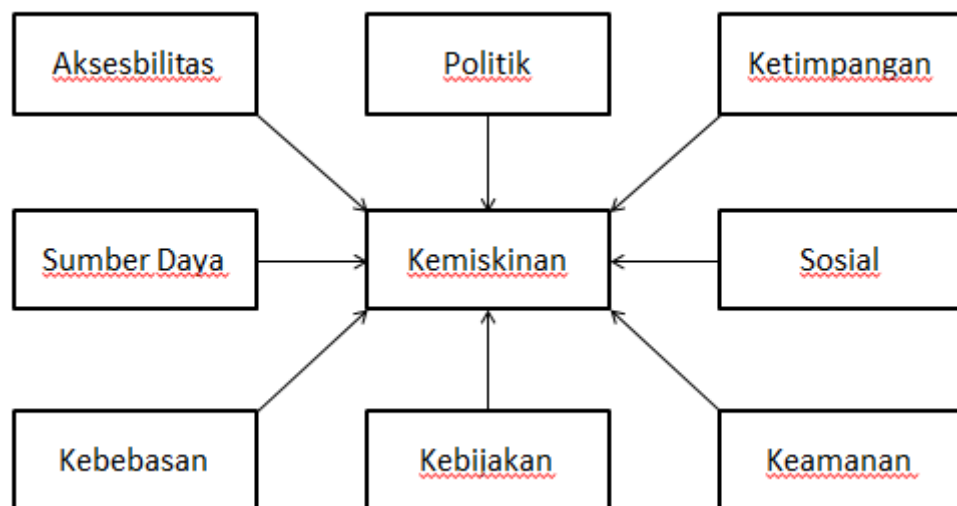 Aksesbilitas
Politik
Ketimpangan
Sumber Daya
Kemiskinan
Sosial
Kebebasan
Kebijakan
Keamanan